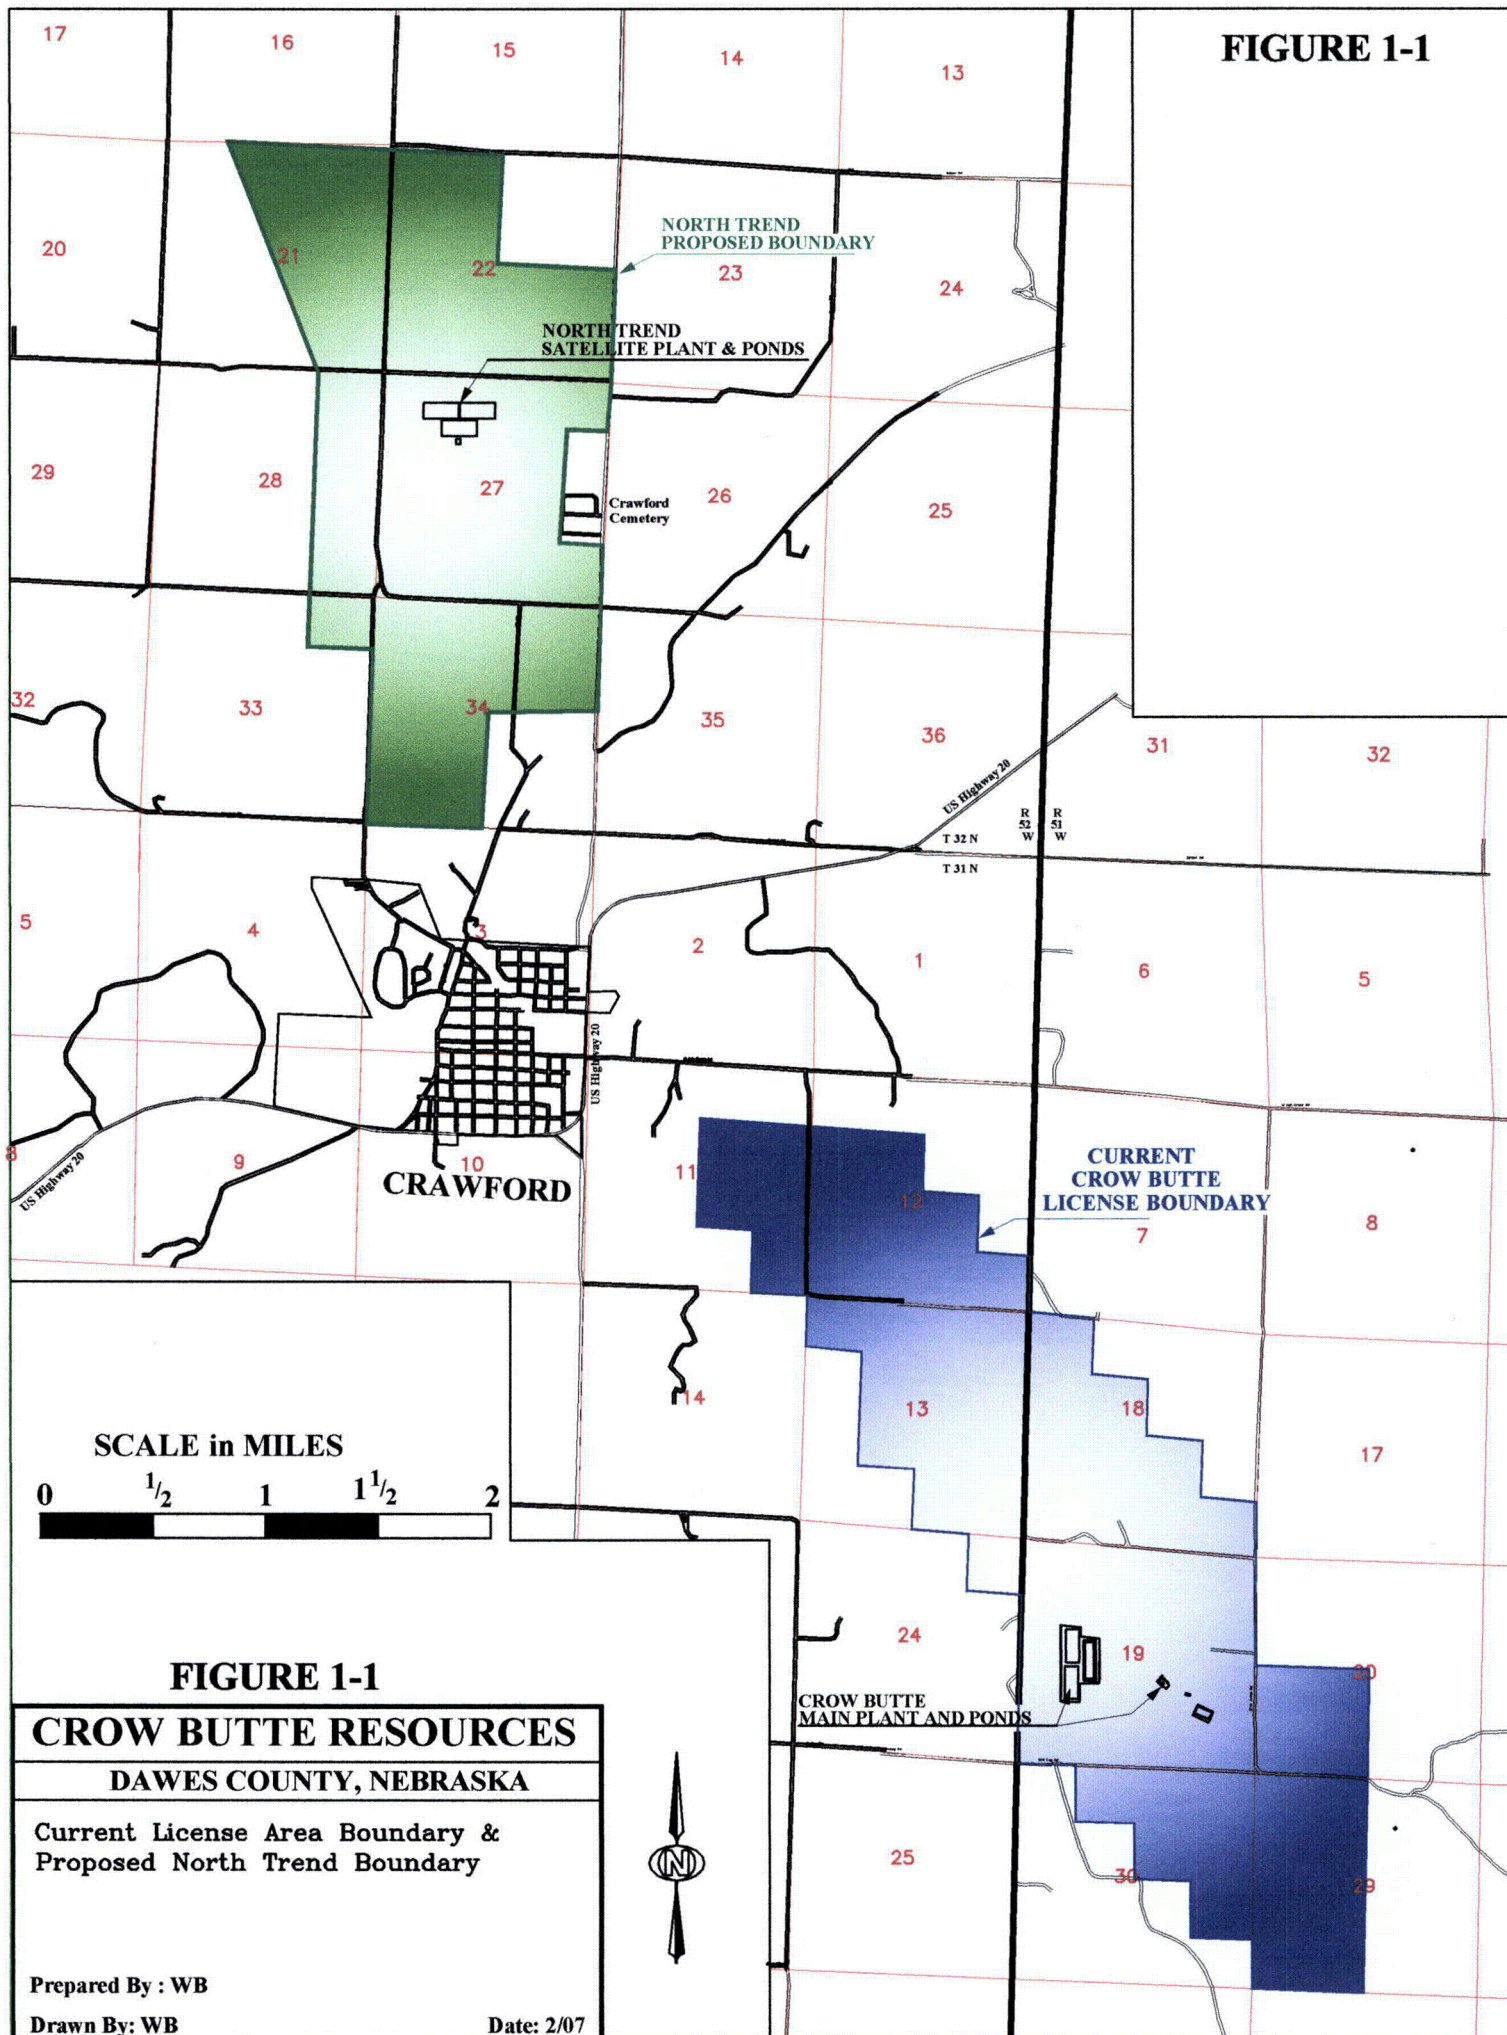 FIGURE 1-1
17
16
15
14
13
20
21
22
NORTH TREND
PROPOSED BOUNDARY
23
24
NORTH TREND
SATELLITE PLANT & PONDS
29
28
27
Crawford
Cemetery
26
25
32
33
34
35
36
31
32
US Highway 20
R
52
W
R
51
W
T 32 N
T 31 N
5
4
3
2
1
6
5
US Highway 20
8
US Highway 20
9
10
CRAWFORD
11
12
CURRENT
CROW BUTTE
LICENSE BOUNDARY
7
8
14
13
18
17
SCALE in MILES
0 1/2 1 1 1/2 2
24
19
20
CROW BUTTE
MAIN PLANT AND PONDS
25
30
29
FIGURE 1-1
CROW BUTTE RESOURCES
DAWES COUNTY, NEBRASKA
Current License Area Boundary &
Proposed North Trend Boundary
N
Prepared By : WB
Drawn By: WB Date: 2/07